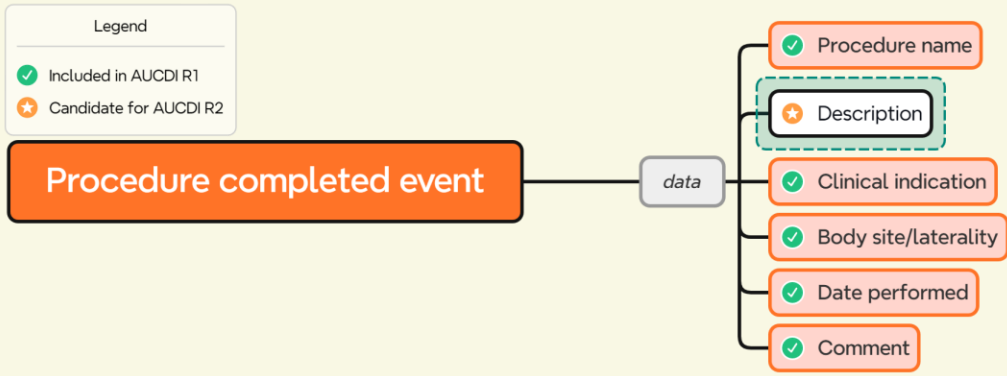 Legend
Included in AUCDI R1
Candidate for AUCDI R2
Procedure completed event
data
Procedure name
Description
Clinical indication
Body site/laterality
Date performed
Comment